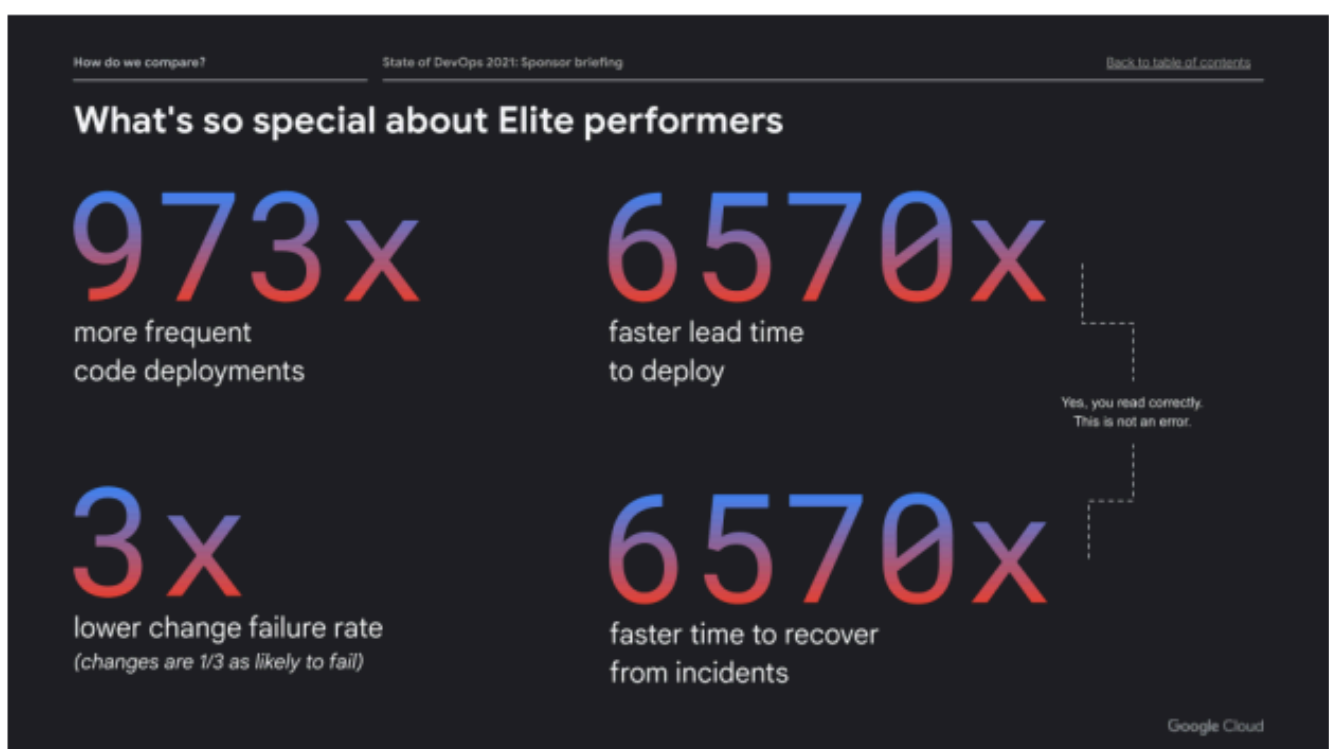 How do we compare?
State of DevOps 2021: Sponsor briefing
Back to table of contents
What's so special about Elite performers
973x
more frequent
code deployments
6570x
faster lead time
to deploy
Yes, you read correctly.
This is not an error.
3x
lower change failure rate
(changes are 1/3 as likely to fail)
6570x
faster time to recover
from incidents
Google Cloud